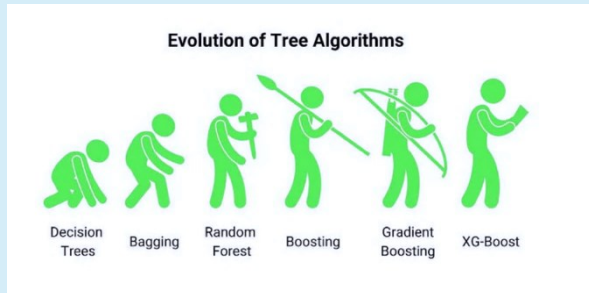 Evolution of Tree Algorithms
Decision
Trees
Bagging
Random
Forest
Boosting
Gradient
Boosting
XG-Boost